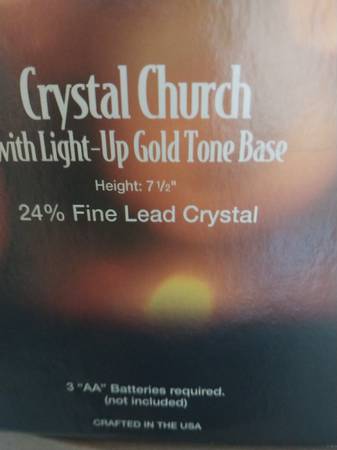 Crystal Church
with Light-Up Gold Tone Base
Height: 7 1/2"
24% Fine Lead Crystal
3 "AA" Batteries required.
(not included)
CRAFTED IN THE USA